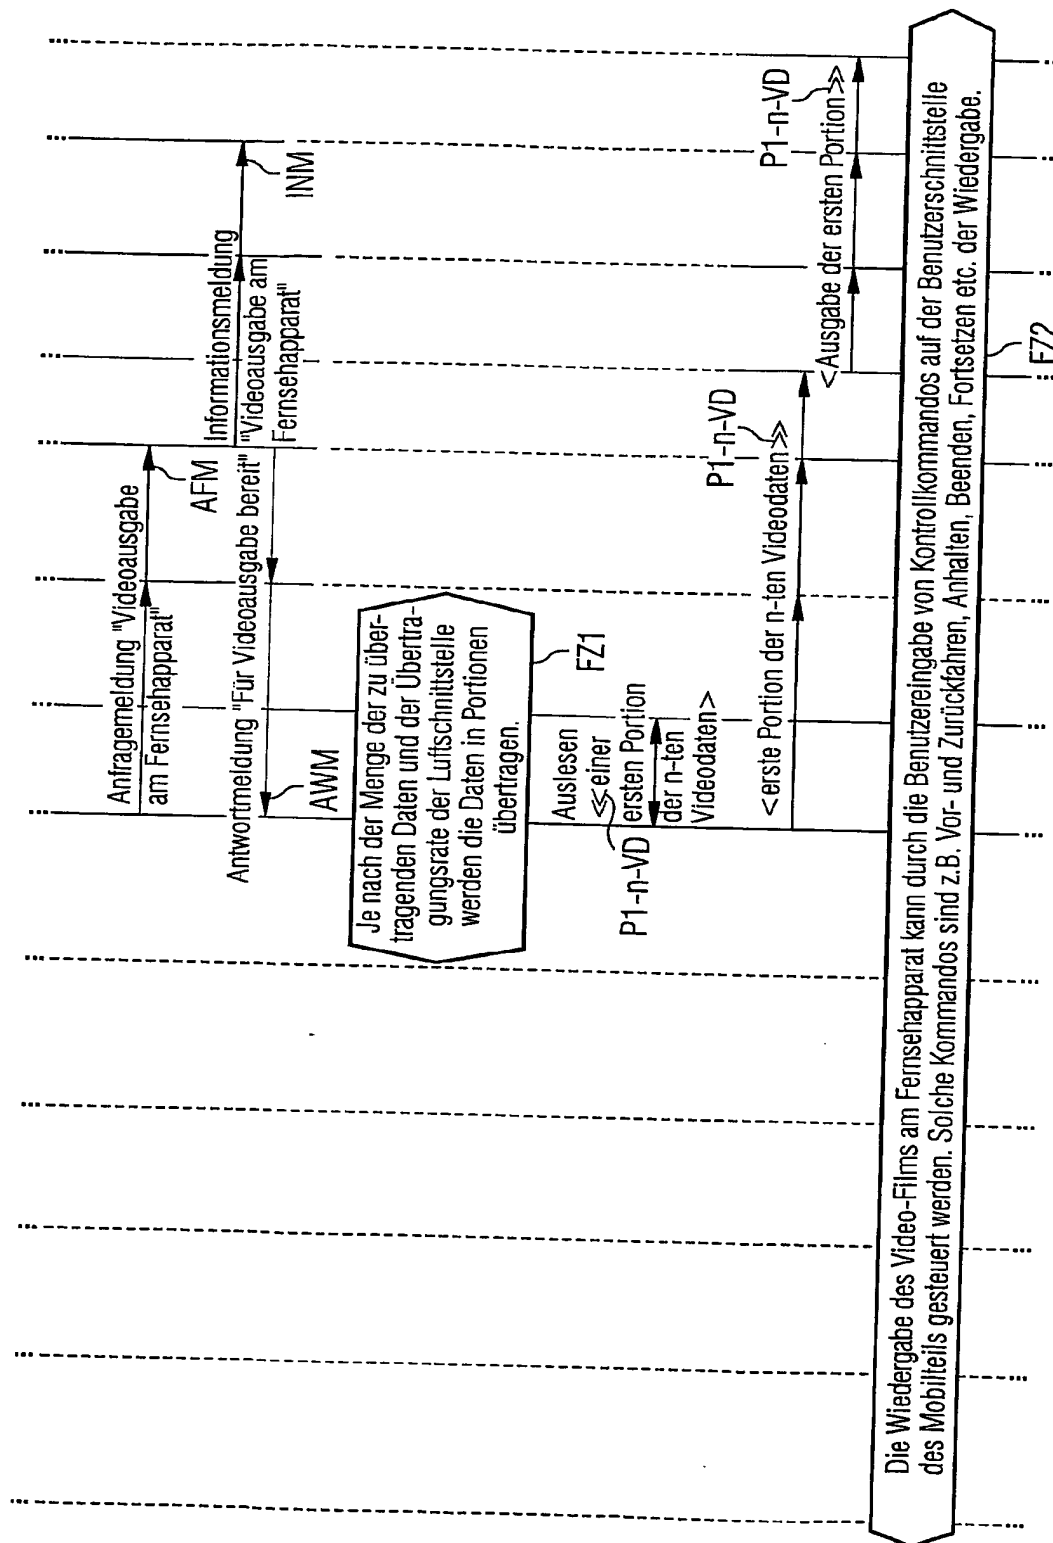 Anfragemeldung "Videoausgabe
am Fernsehapparat"
AFM
Informationsmeldung
"Videoausgabe am
Fernsehapparat"
INM
Antwortmeldung "Für Videoausgabe bereit"
AWM
Je nach der Menge der zu über-
tragenden Daten und der Übertra-
gungsrate der Luftschnittstelle
werden die Daten in Portionen
übertragen.
FZ1
Auslesen
<<einer
ersten Portion
der n-ten
Videodaten>
P1-n-VD
<erste Portion der n-ten Videodaten>>
P1-n-VD
<Ausgabe der ersten Portion>>
P1-n-VD
Die Wiedergabe des Video-Films am Fernsehapparat kann durch die Benutzereingabe von Kontrollkommandos auf der Benutzerschnittstelle
des Mobilteils gesteuert werden. Solche Kommandos sind z.B. Vor- und Zurückfahren, Anhalten, Beenden, Fortsetzen etc. der Wiedergabe.
FZ2